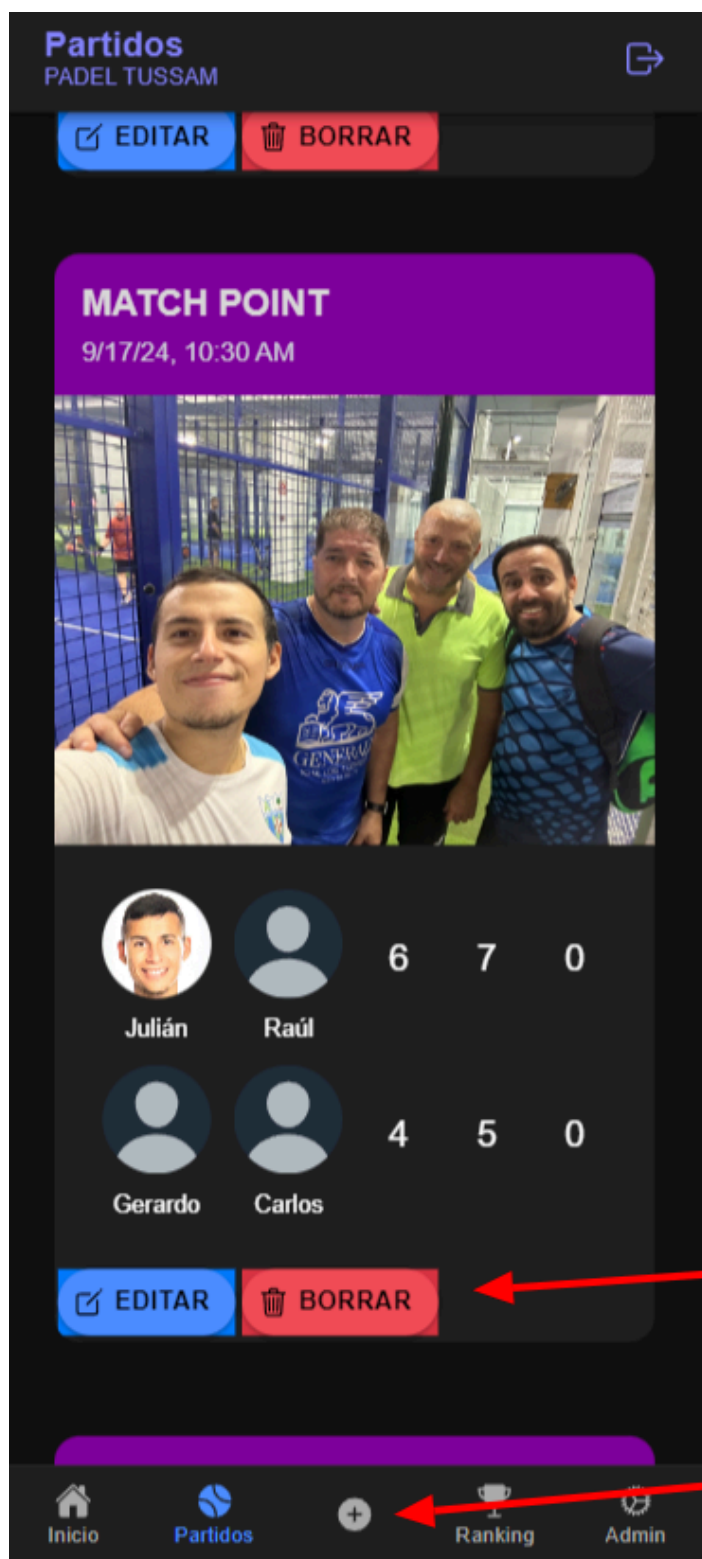 Partidos
PADEL TUSSAM
EDITAR BORRAR
MATCH POINT
9/17/24, 10:30 AM
GENERALI
6 7 0
Julián Raúl
4 5 0
Gerardo Carlos
EDITAR BORRAR
Inicio Partidos Ranking Admin